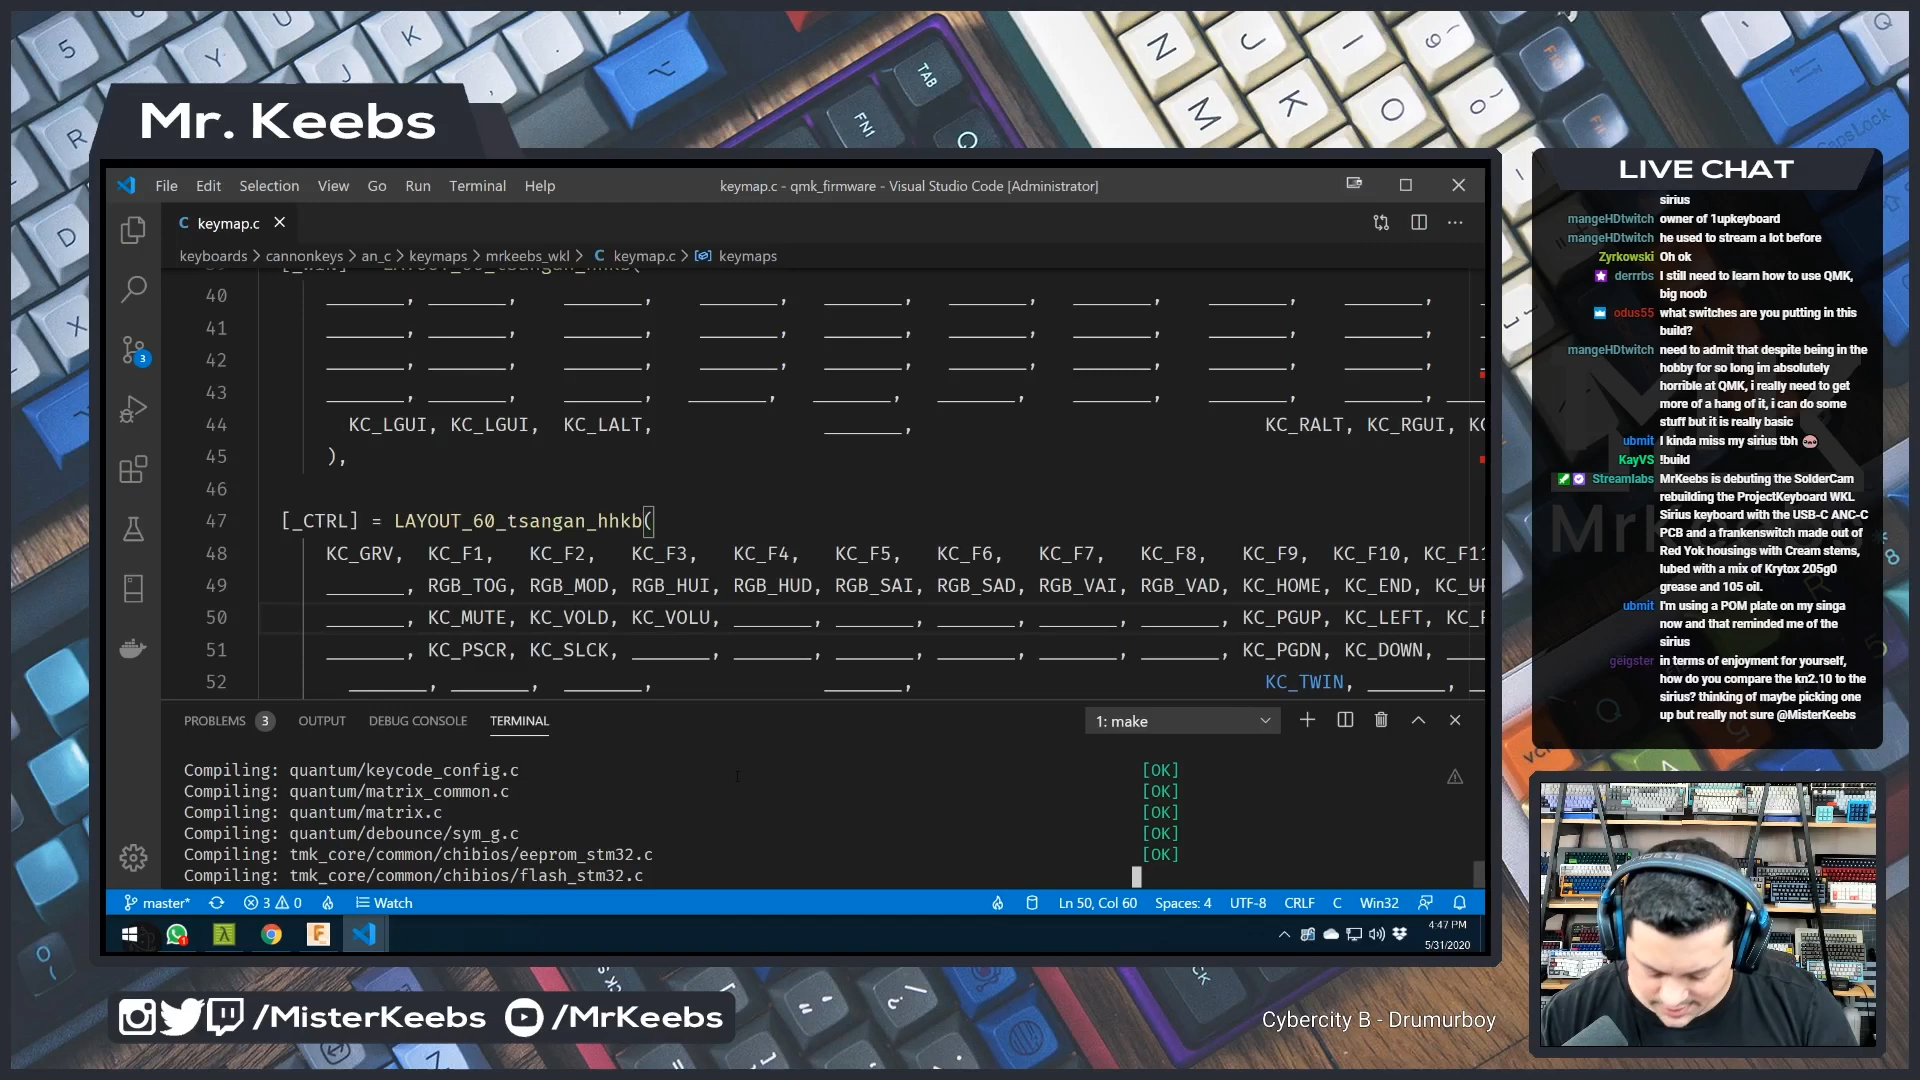 Mr. Keebs
File Edit Selection View Go Run Terminal Help
keymap.c - qmk_firmware - Visual Studio Code [Administrator]
C keymap.c
keyboards > cannonkeys > an_c > keymaps > mrkeebs_wkl > C keymap.c > keymaps
40 _______, _______, _______, _______, _______, _______, _______, _______, _______,
41 _______, _______, _______, _______, _______, _______, _______, _______, _______,
42 _______, _______, _______, _______, _______, _______, _______, _______, _______,
43 _______, _______, _______, _______, _______, _______, _______, _______, _______,
44 KC_LGUI, KC_LGUI, KC_LALT, _______, KC_RALT, KC_RGUI, KC
45 ),
46
47 [_CTRL] = LAYOUT_60_tsangan_hhkb(
48 KC_GRV, KC_F1, KC_F2, KC_F3, KC_F4, KC_F5, KC_F6, KC_F7, KC_F8, KC_F9, KC_F10, KC_F11
49 _______, RGB_TOG, RGB_MOD, RGB_HUI, RGB_HUD, RGB_SAI, RGB_SAD, RGB_VAI, RGB_VAD, KC_HOME, KC_END, KC_UP
50 _______, KC_MUTE, KC_VOLD, KC_VOLU, _______, _______, _______, _______, _______, KC_PGUP, KC_LEFT, KC_
51 _______, KC_PSCR, KC_SLCK, _______, _______, _______, _______, _______, _______, KC_PGDN, KC_DOWN,
52 _______, _______, _______, _______, KC_TWIN, _______,
PROBLEMS 3 OUTPUT DEBUG CONSOLE TERMINAL
1: make
Compiling: quantum/keycode_config.c [OK]
Compiling: quantum/matrix_common.c [OK]
Compiling: quantum/matrix.c [OK]
Compiling: quantum/debounce/sym_g.c [OK]
Compiling: tmk_core/common/chibios/eeprom_stm32.c [OK]
Compiling: tmk_core/common/chibios/flash_stm32.c
master* 3 0 Watch Ln 50, Col 60 Spaces: 4 UTF-8 CRLF C Win32
4:47 PM
5/31/2020
/MisterKeebs /MrKeebs
Cybercity B - Drumurboy
LIVE CHAT
sirius
mangeHDtwitch owner of 1upkeyboard
mangeHDtwitch he used to stream a lot before
Zyrkowski Oh ok
derrrbs I still need to learn how to use QMK,
big noob
odus55 what switches are you putting in this
build?
mangeHDtwitch need to admit that despite being in the
hobby for so long im absolutely
horrible at QMK, i really need to get
more of a hang of it, i can do some
stuff but it is really basic
ubmit I kinda miss my sirius tbh
KayVS !build
Streamlabs MrKeebs is debuting the SolderCam
rebuilding the ProjectKeyboard WKL
Sirius keyboard with the USB-C ANC-C
PCB and a frankenswitch made out of
Red Yok housings with Cream stems,
lubed with a mix of Krytox 205g0
grease and 105 oil.
ubmit I'm using a POM plate on my singa
now and that reminded me of the
sirius
geigster in terms of enjoyment for yourself,
how do you compare the kn2.10 to the
sirius? thinking of maybe picking one
up but really not sure @MisterKeebs